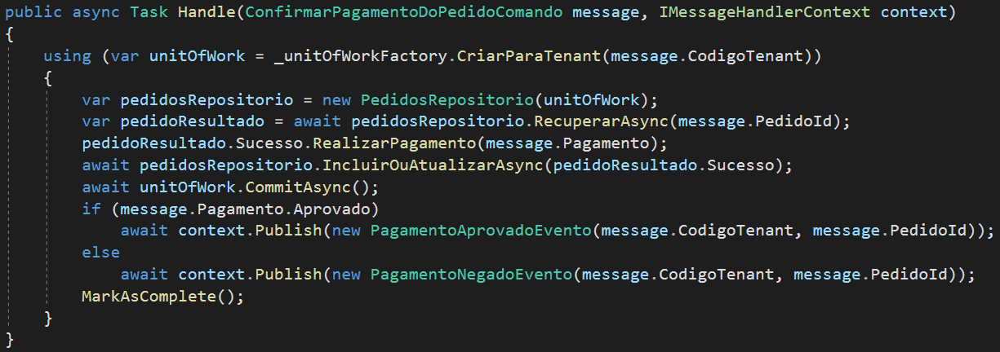 public async Task Handle(ConfirmarPagamentoDoPedidoComando message, IMessageHandlerContext context)
{
    using (var unitOfWork = _unitOfWorkFactory.CriarParaTenant(message.CodigoTenant))
    {
        var pedidosRepositorio = new PedidosRepositorio(unitOfWork);
        var pedidoResultado = await pedidosRepositorio.RecuperarAsync(message.PedidoId);
        pedidoResultado.Sucesso.RealizarPagamento(message.Pagamento);
        await pedidosRepositorio.IncluirOuAtualizarAsync(pedidoResultado.Sucesso);
        await unitOfWork.CommitAsync();
        if (message.Pagamento.Aprovado)
            await context.Publish(new PagamentoAprovadoEvento(message.CodigoTenant, message.PedidoId));
        else
            await context.Publish(new PagamentoNegadoEvento(message.CodigoTenant, message.PedidoId));
        MarkAsComplete();
    }
}